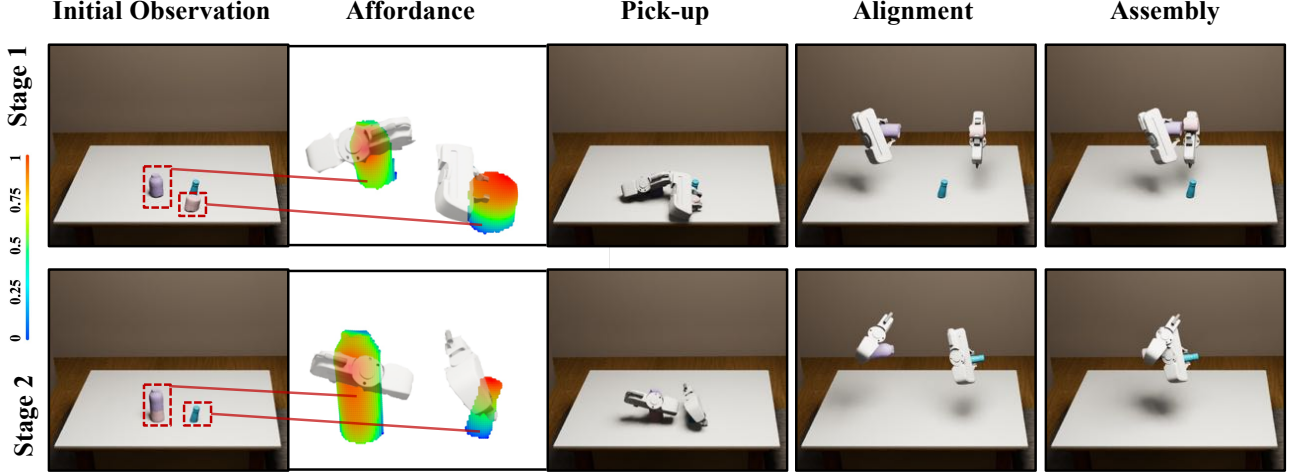 Initial Observation Affordance Pick-up Alignment Assembly
Stage 1
1
0.75
0.5
0.25
0
Stage 2